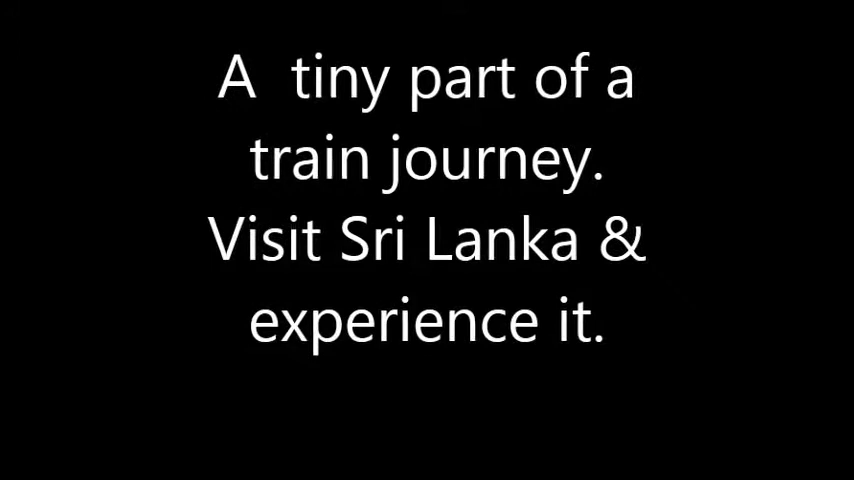 A  tiny part of a
train journey.
Visit Sri Lanka &
experience it.